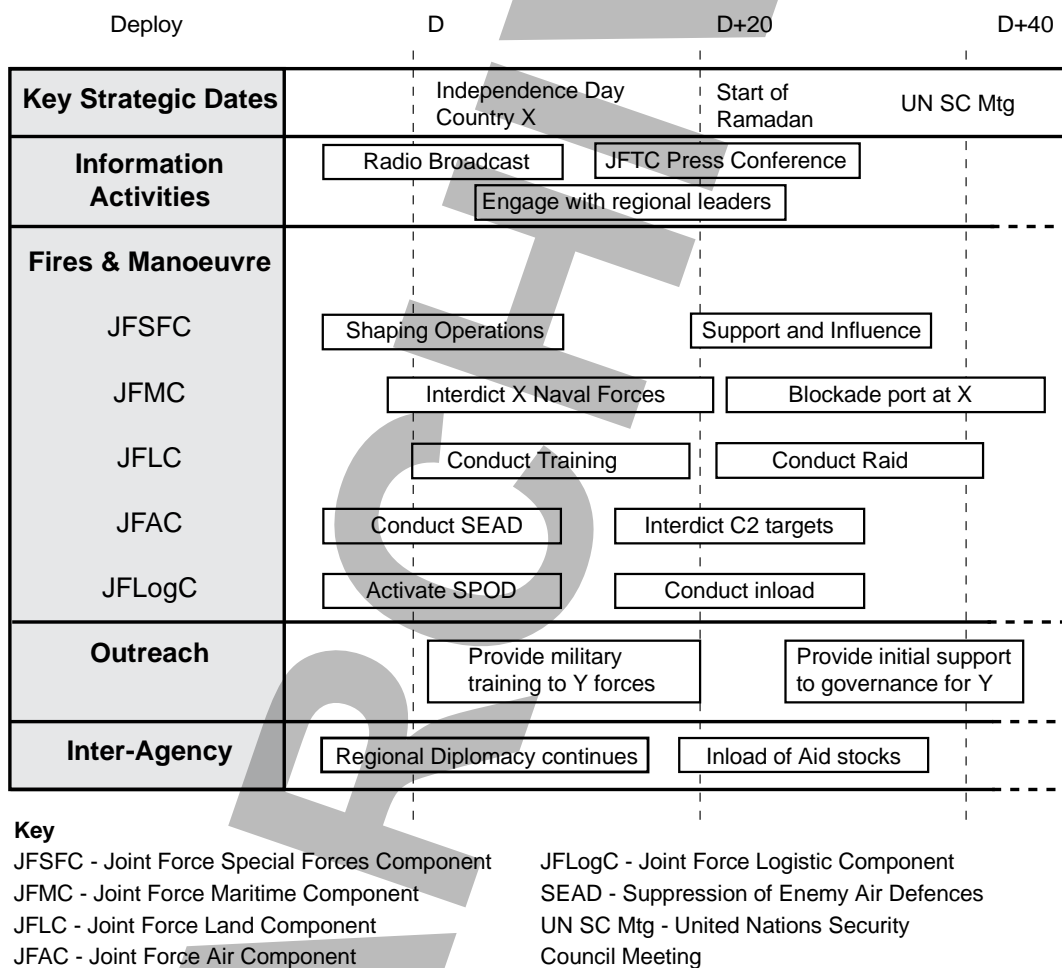 Deploy D D+20 D+40
Key Strategic Dates
Independence Day
Country X
Start of
Ramadan
UN SC Mtg
Information
Activities
Radio Broadcast
JFTC Press Conference
Engage with regional leaders
Fires & Manoeuvre
JFSFC
Shaping Operations
Support and Influence
JFMC
Interdict X Naval Forces
Blockade port at X
JFLC
Conduct Training
Conduct Raid
JFAC
Conduct SEAD
Interdict C2 targets
JFLogC
Activate SPOD
Conduct inload
Outreach
Provide military
training to Y forces
Provide initial support
to governance for Y
Inter-Agency
Regional Diplomacy continues
Inload of Aid stocks
Key
JFSFC - Joint Force Special Forces Component
JFMC - Joint Force Maritime Component
JFLC - Joint Force Land Component
JFAC - Joint Force Air Component
JFLogC - Joint Force Logistic Component
SEAD - Suppression of Enemy Air Defences
UN SC Mtg - United Nations Security
Council Meeting
RCH